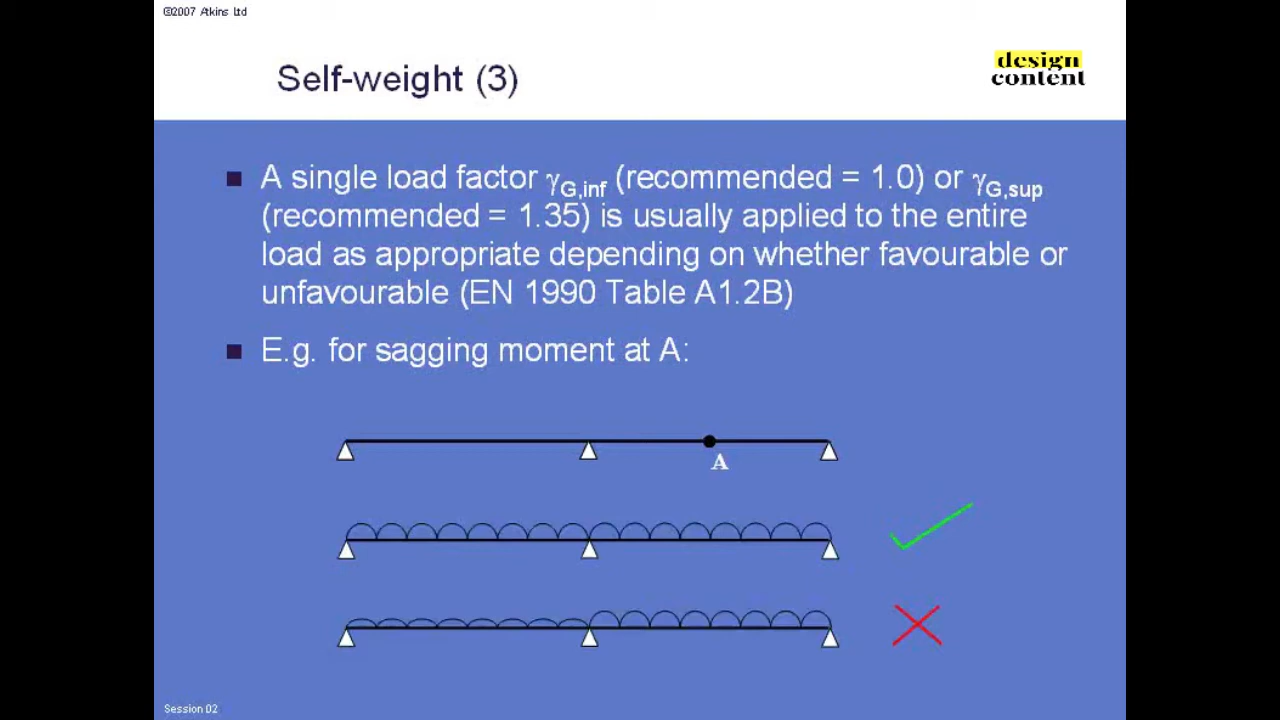 ©2007 Atkins Ltd
Self-weight (3)
design
content
A single load factor γG,inf (recommended = 1.0) or γG,sup
(recommended = 1.35) is usually applied to the entire
load as appropriate depending on whether favourable or
unfavourable (EN 1990 Table A1.2B)
E.g. for sagging moment at A:
A
Session 02